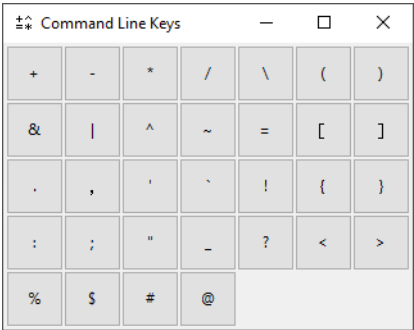 Command Line Keys
+ - * / \ ( )
& | ^ ~ = [ ]
. , ' ` ! { }
: ; " _ ? < >
% $ # @